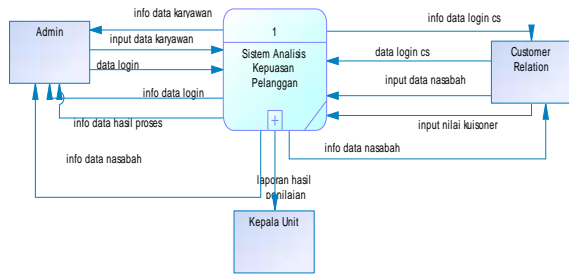 info data karyawan
info data login cs
1
Admin
input data karyawan
Sistem Analisis
Kepuasan
Pelanggan
data login cs
Customer
Relation
data login
input data nasabah
info data login
info data hasil proses
input nilai kuisoner
info data nasabah
info data nasabah
laporan hasil
penilaian
Kepala Unit